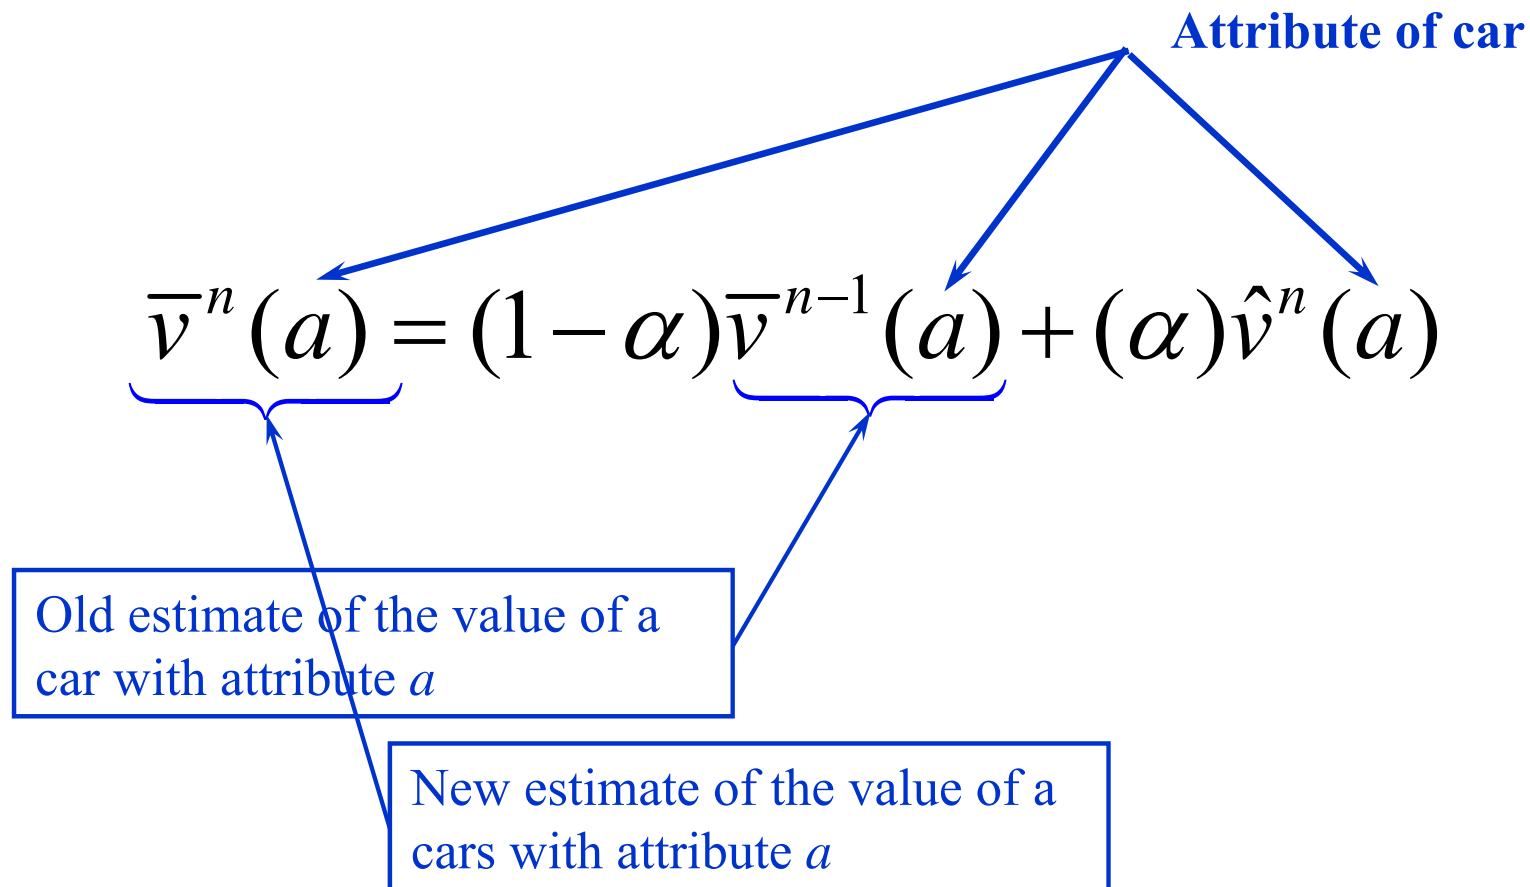 Attribute of car
v̄ⁿ(a) = (1 − α)v̄ⁿ⁻¹(a) + (α)v̂ⁿ(a)
Old estimate of the value of a
car with attribute a
New estimate of the value of a
cars with attribute a